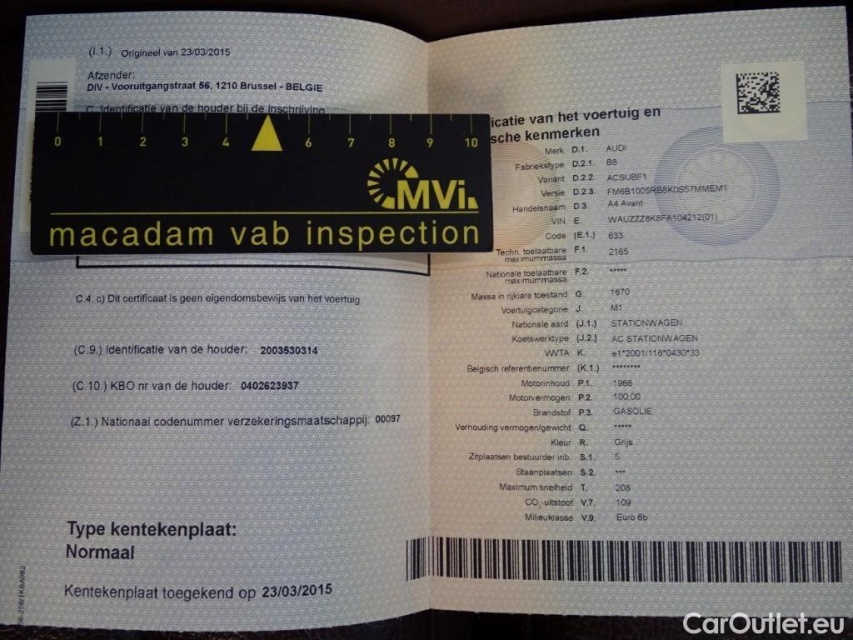 (I.1.) Origineel van 23/03/2015
Afzender:
DIV - Vooruitgangstraat 56, 1210 Brussel - BELGIE
C. Identificatie van de houder bij de inschrijving
0 1 2 3 4 6 7 8 9 10
MVi.
macadam vab inspection
C.4. c) Dit certificaat is geen eigendomsbewijs van het voertuig
(C.9.) Identificatie van de houder: 2003530314
(C.10.) KBO nr van de houder: 0402623937
(Z.1.) Nationaal codenummer verzekeringsmaatschappij: 00097
Type kentekenplaat:
Normaal
Kentekenplaat toegekend op 23/03/2015
icatie van het voertuig en
sche kenmerken
Merk D.1. AUDI
Fabriekstype D.2.1. B8
Variant D.2.2. ACSUBF1
Versie D.2.3. FM6B1005RB8K0S57MMEM1
Handelsnaam D.3. A4 Avant
VIN E. WAUZZZ8K8FA104212(01)
Code (E.1.) 633
Techn. toelaatbare maximummassa F.1. 2165
Nationale toelaatbare maximummassa F.2. *****
Massa in rijklare toestand G. 1670
Voertuigcategorie J. M1
Nationale aard (J.1.) STATIONWAGEN
Koetswerktype (J.2.) AC STATIONWAGEN
WVTA K. e1*2001/116*0430*33
Belgisch referentienummer (K.1.) ********
Motorinhoud P.1. 1968
Motorvermogen P.2. 100,00
Brandstof P.3. GASOLIE
Verhouding vermogen/gewicht Q. *****
Kleur R. Grijs
Zitplaatsen bestuurder inb. S.1. 5
Staanplaatsen S.2. ***
Maximum snelheid T. 208
CO₂-uitstoot V.7. 109
Milieuklasse V.9. Euro 6b
CarOutlet.eu